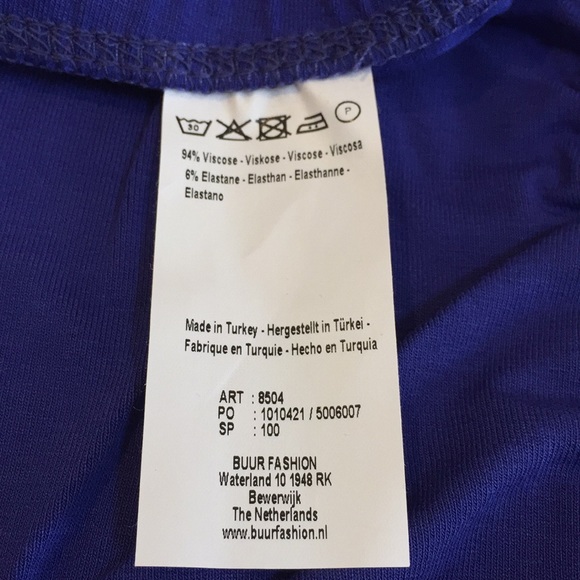 30 P
94% Viscose - Viskose - Viscose - Viscosa
6% Elastane - Elasthan - Elasthanne -
Elastano
Made in Turkey - Hergestellt in Türkei -
Fabrique en Turquie - Hecho en Turquia
ART : 8504
PO : 1010421 / 5006007
SP : 100
BUUR FASHION
Waterland 10 1948 RK
Bewerwijk
The Netherlands
www.buurfashion.nl